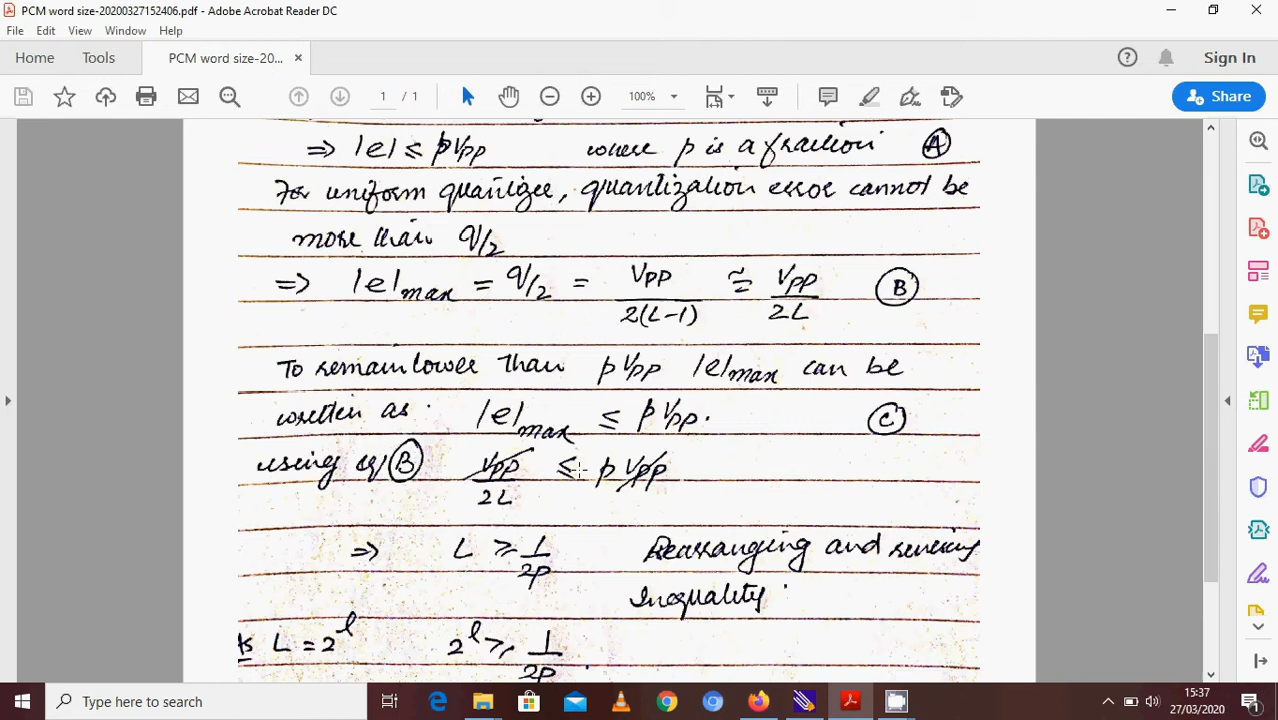 PCM word size-20200327152406.pdf - Adobe Acrobat Reader DC
File Edit View Window Help
Home Tools PCM word size-20... × Sign In
1 / 1 100% Share
⇒ |e| ≤ pVpp where p is a fraction (A)
For uniform quantizer, quantization error cannot be
more than q/2
⇒ |e|max = q/2 = Vpp / 2(L-1) ≅ Vpp / 2L (B)
To remain lower than pVpp |e|max can be
written as |e|max ≤ pVpp. (C)
using eq (B) Vpp / 2L ≤ pVpp
⇒ L ≥ 1 / 2p Rearranging and reversing
Inequality
As L = 2^l 2^l ≥ 1 / 2p
Type here to search
15:37
27/03/2020